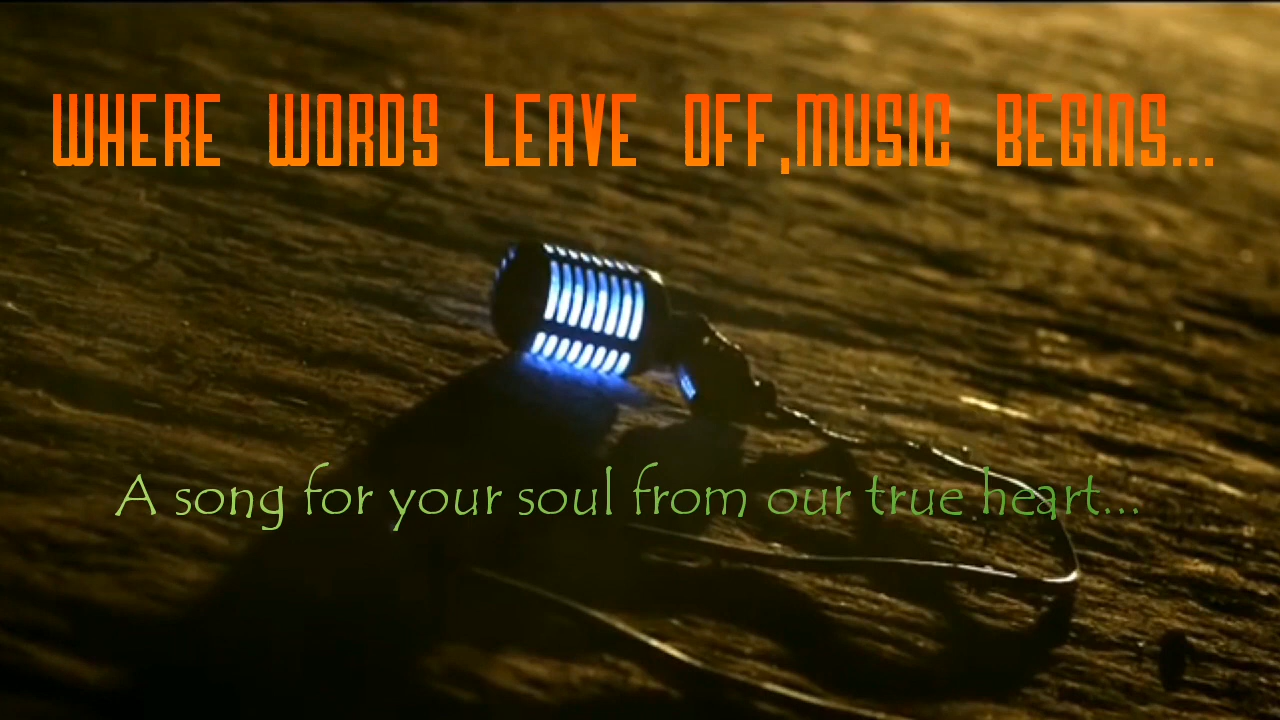 WHERE WORDS LEAVE OFF,MUSIC BEGINS...
A song for your soul from our true heart...